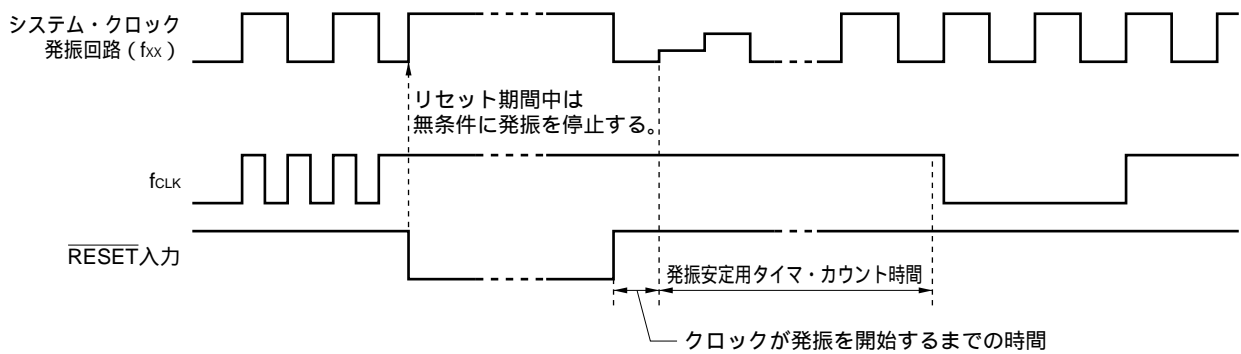 システム・クロック
発振回路(fXX)
リセット期間中は
無条件に発振を停止する。
fCLK
RESET入力
発振安定用タイマ・カウント時間
クロックが発振を開始するまでの時間